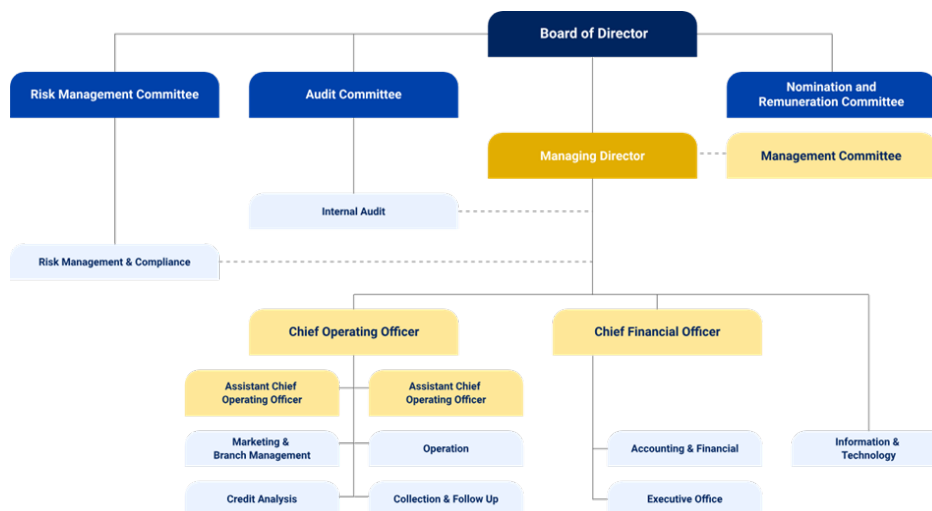 Board of Director
Risk Management Committee
Audit Committee
Nomination and
Remuneration Committee
Managing Director
Management Committee
Internal Audit
Risk Management & Compliance
Chief Operating Officer
Chief Financial Officer
Assistant Chief
Operating Officer
Assistant Chief
Operating Officer
Marketing &
Branch Management
Operation
Accounting & Financial
Information &
Technology
Credit Analysis
Collection & Follow Up
Executive Office